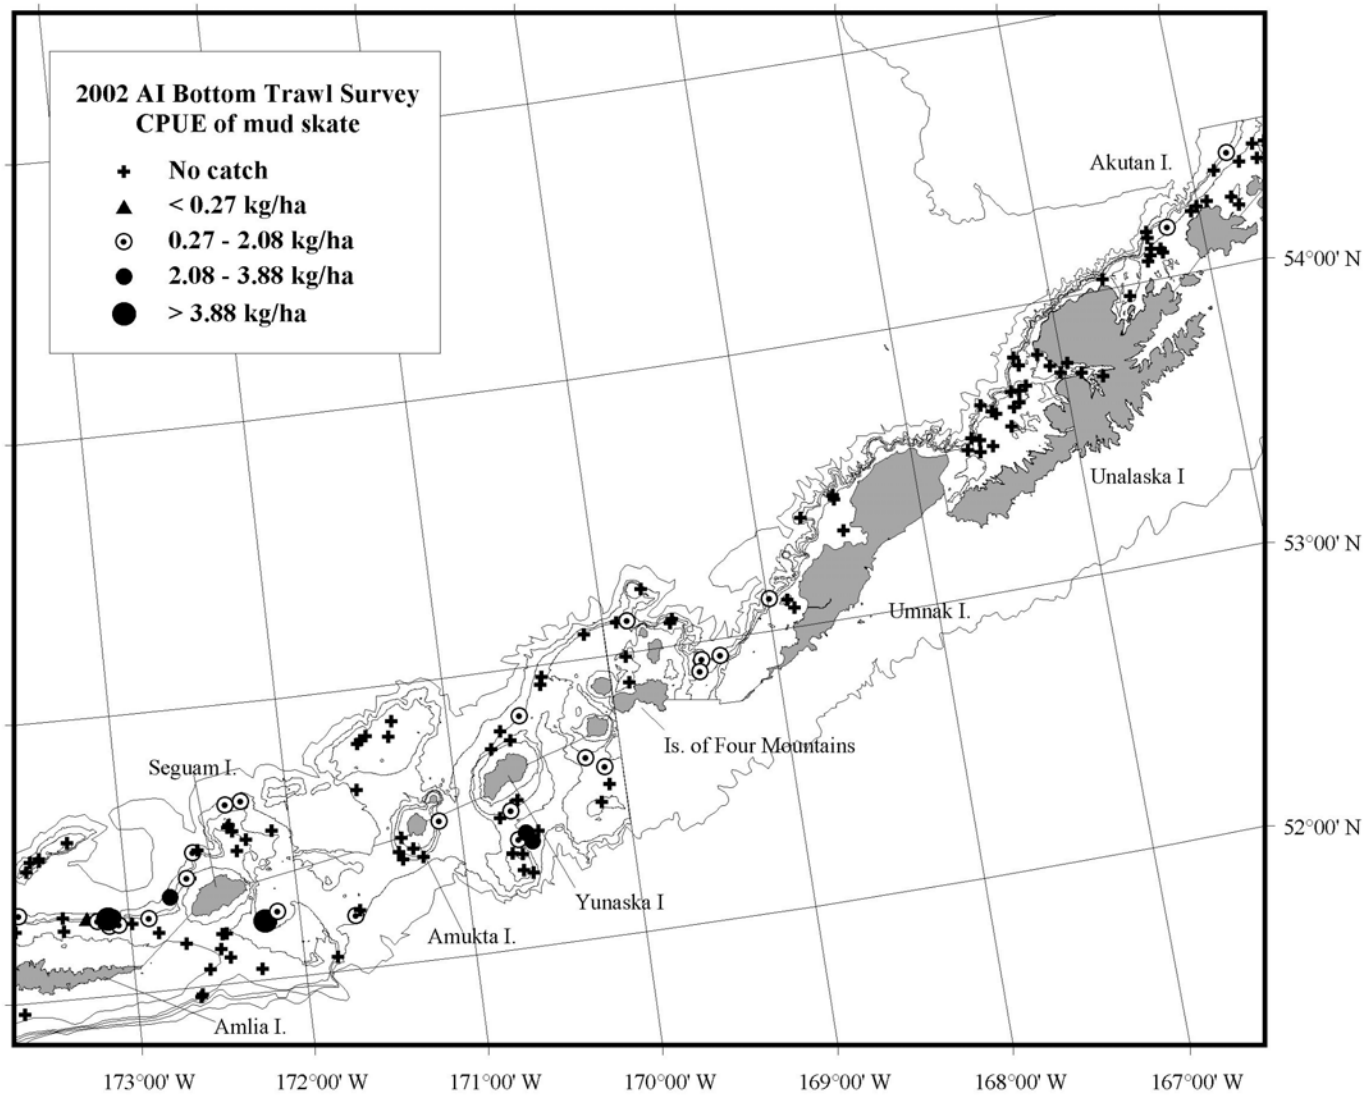 2002 AI Bottom Trawl Survey
CPUE of mud skate
No catch
< 0.27 kg/ha
0.27 - 2.08 kg/ha
2.08 - 3.88 kg/ha
> 3.88 kg/ha
Akutan I.
54°00' N
Unalaska I
53°00' N
Umnak I.
Is. of Four Mountains
Seguam I.
52°00' N
Yunaska I
Amukta I.
Amlia I.
173°00' W
172°00' W
171°00' W
170°00' W
169°00' W
168°00' W
167°00' W